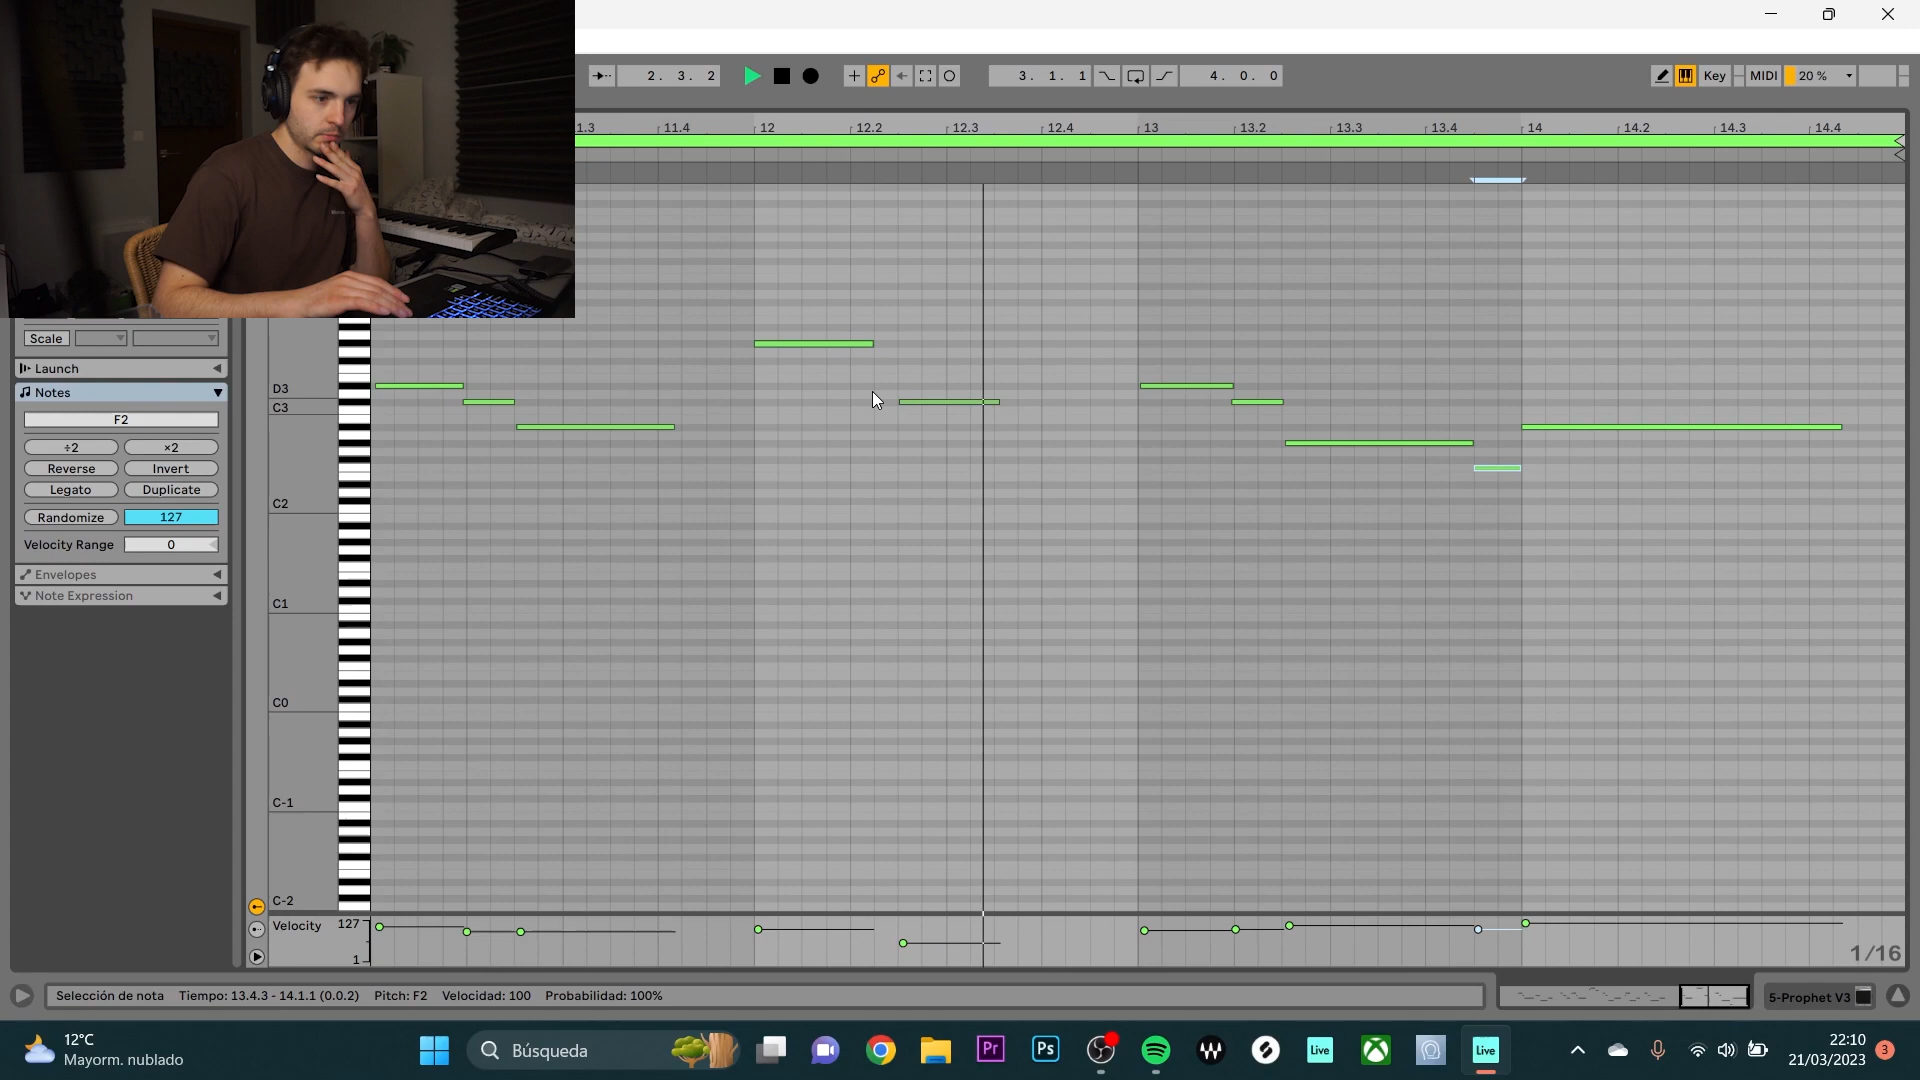 2. 3. 2
3. 1. 1
4. 0. 0
Key
MIDI
20 %
1.3
11.4
12
12.2
12.3
12.4
13
13.2
13.3
13.4
14
14.2
14.3
14.4
Scale
Launch
Notes
F2
÷2
×2
Reverse
Invert
Legato
Duplicate
Randomize
127
Velocity Range
0
Envelopes
Note Expression
D3
C3
C2
C1
C0
C-1
C-2
Velocity
127
1
1/16
Selección de nota Tiempo: 13.4.3 - 14.1.1 (0.0.2) Pitch: F2 Velocidad: 100 Probabilidad: 100%
5-Prophet V3
12°C
Mayorm. nublado
Búsqueda
Pr
Ps
Live
Live
22:10
21/03/2023
3